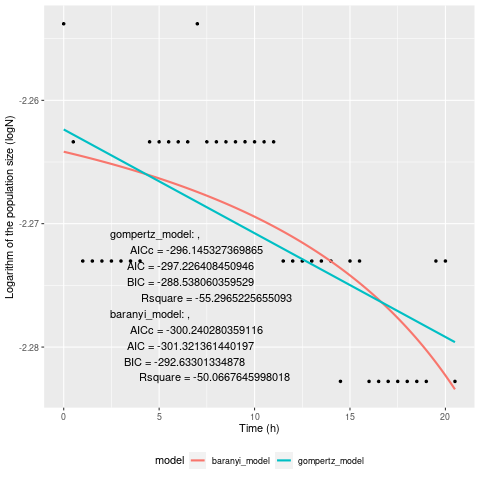 -2.26
-2.27
-2.28
Logarithm of the population size (logN)
gompertz_model: ,
AICc = -296.145327369865
AIC = -297.226408450946
BIC = -288.538060359529
Rsquare = -55.2965225655093
baranyi_model: ,
AICc = -300.240280359116
AIC = -301.321361440197
BIC = -292.63301334878
Rsquare = -50.0667645998018
0 5 10 15 20
Time (h)
model baranyi_model gompertz_model